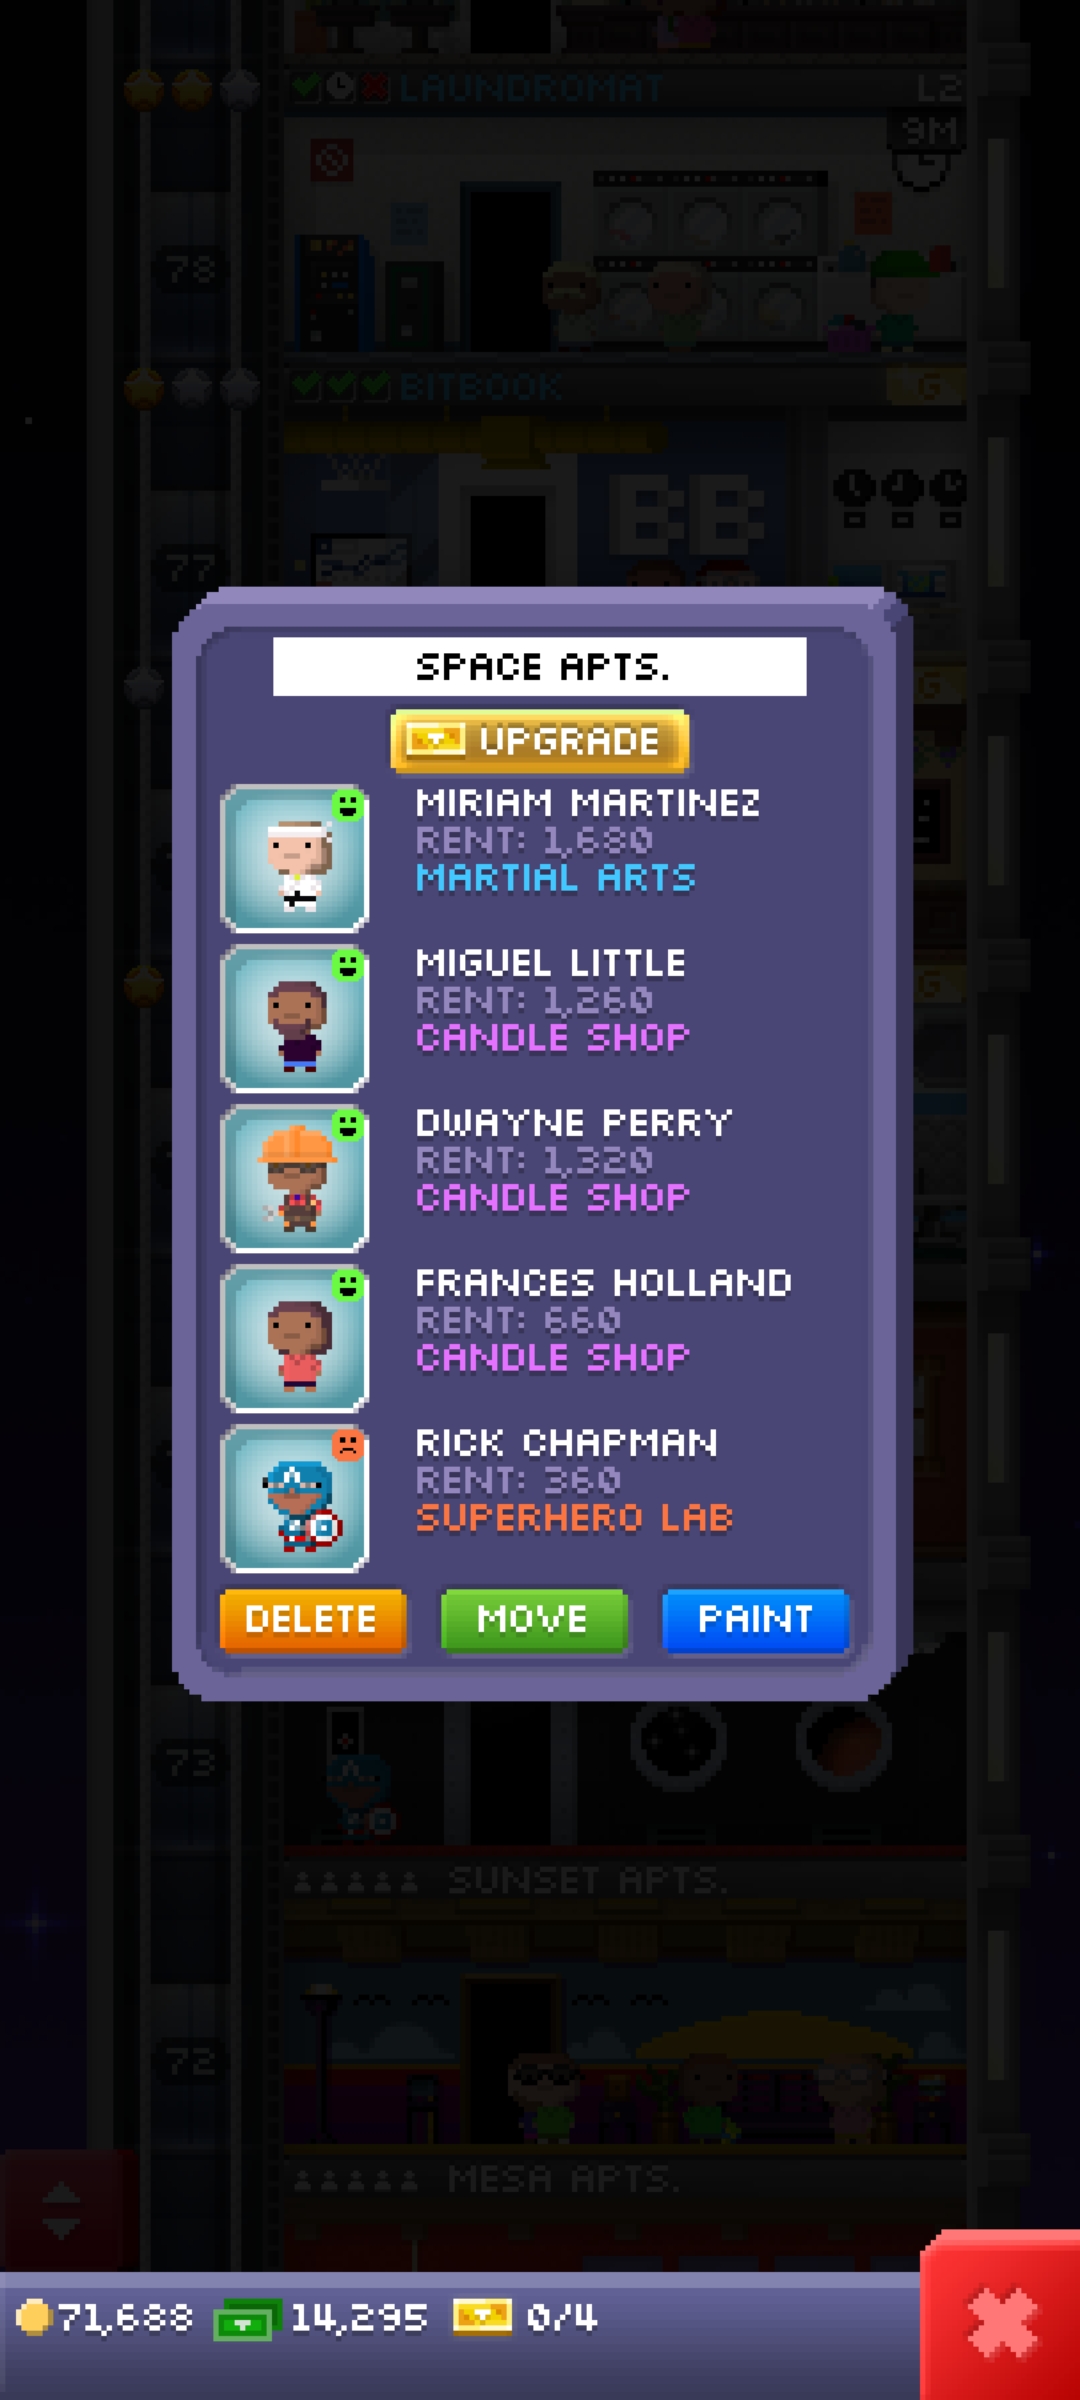 LAUNDROMAT L2
9M
78
BITBOOK G
BB
77
SPACE APTS.
UPGRADE
G
MIRIAM MARTINEZ
RENT: 1,680
MARTIAL ARTS
MIGUEL LITTLE
G
RENT: 1,260
CANDLE SHOP
DWAYNE PERRY
RENT: 1,320
CANDLE SHOP
FRANCES HOLLAND
RENT: 660
CANDLE SHOP
RICK CHAPMAN
RENT: 360
SUPERHERO LAB
DELETE MOVE PAINT
73
SUNSET APTS.
72
MESA APTS.
71,688 14,295 0/4